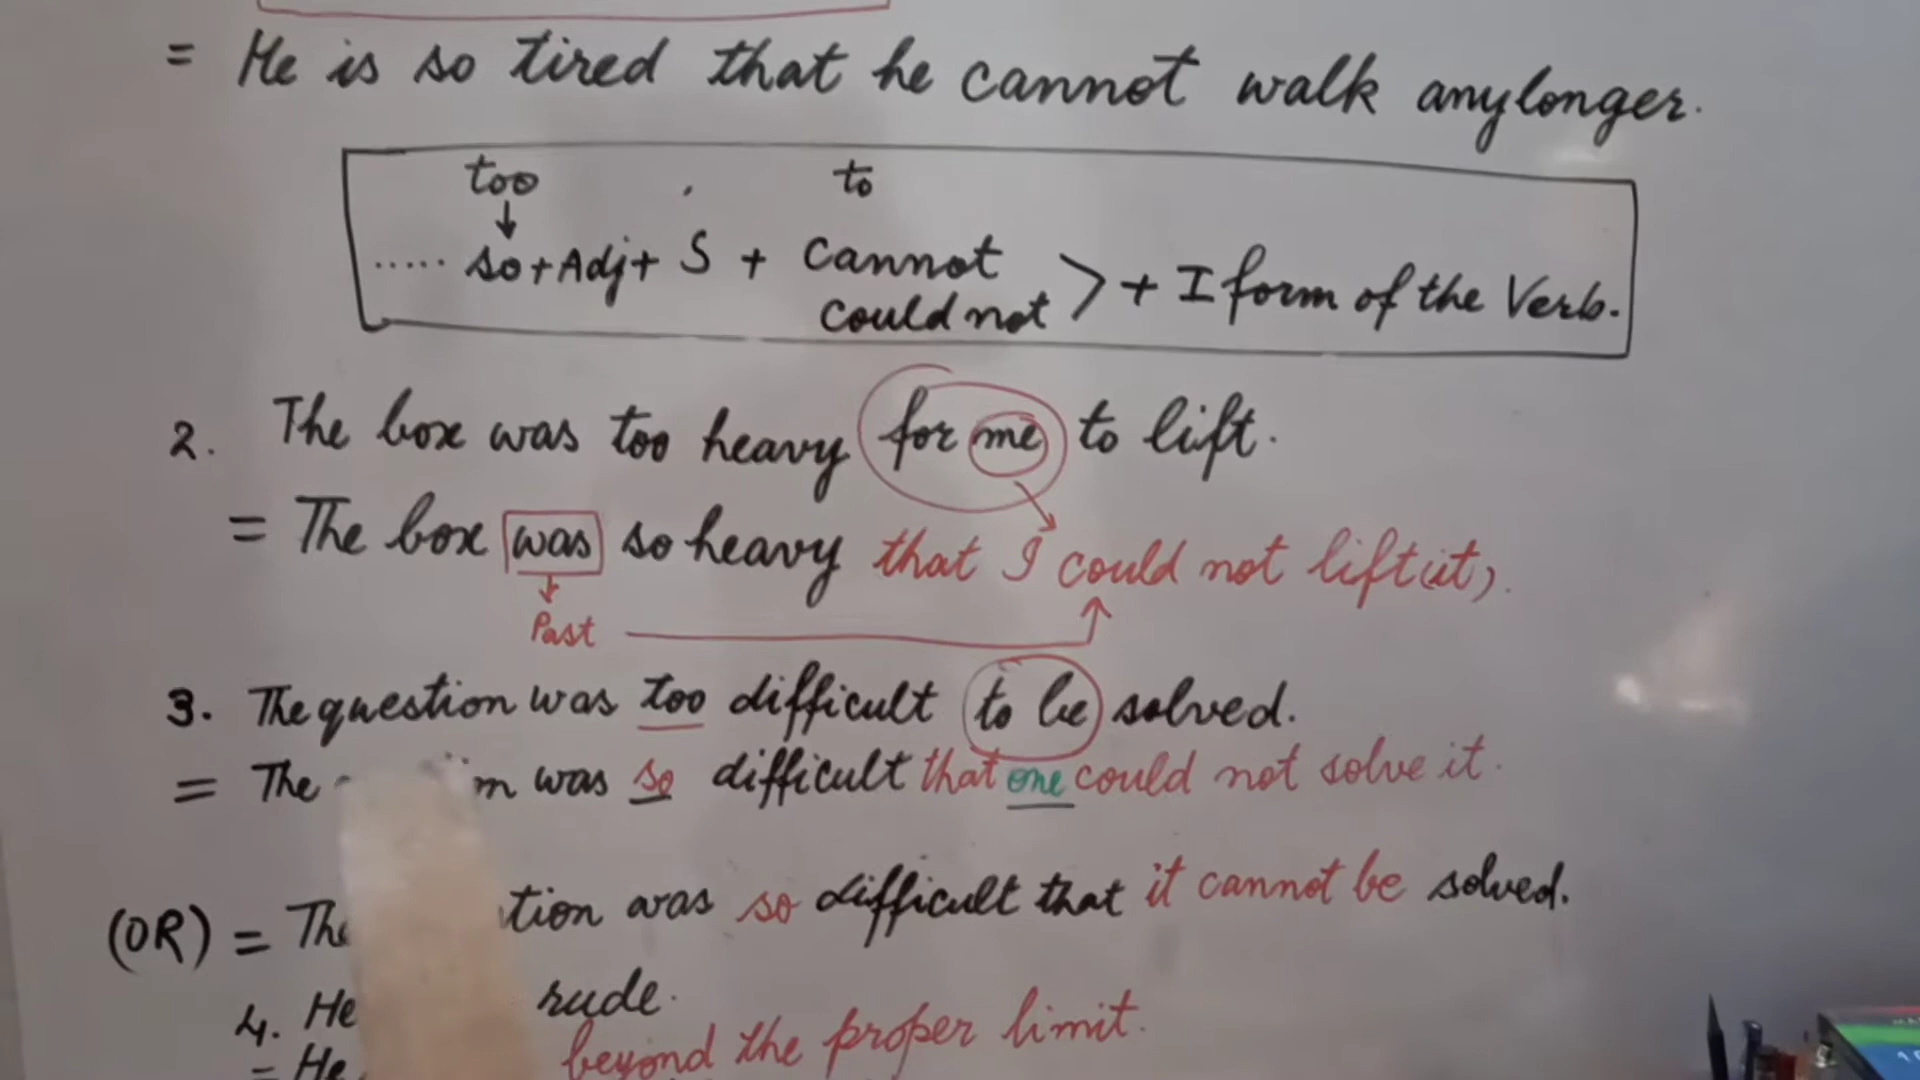 = He is so tired that he cannot walk anylonger.
too to
..... so + Adj + S + cannot
could not > + I form of the Verb.
2. The box was too heavy for me to lift.
= The box was so heavy that I could not lift (it).
Past
3. The question was too difficult to be solved.
= The was so difficult that one could not solve it.
(OR) = was so difficult that it cannot be solved.
4. He rude.
= He beyond the proper limit.